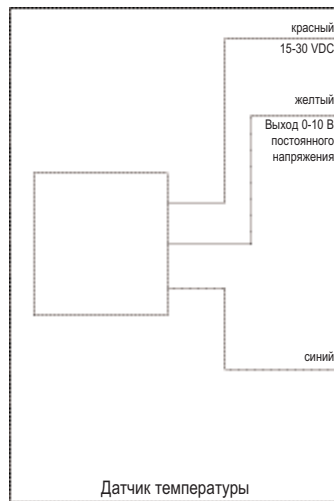 красный
15-30 VDC
желтый
Выход 0-10 В
постоянного
напряжения
синий
Датчик температуры